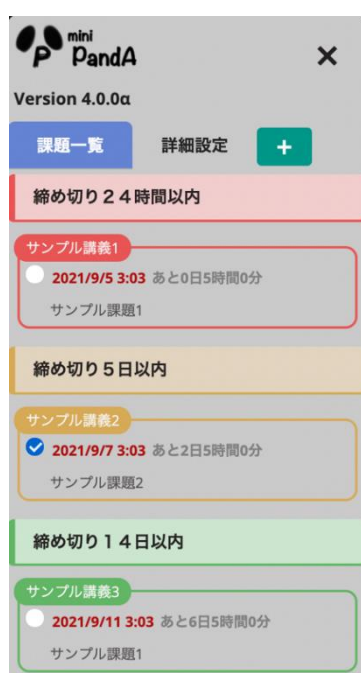 mini
PandA
×
Version 4.0.0α
課題一覧 詳細設定 +
締め切り２４時間以内
サンプル講義1
2021/9/5 3:03 あと0日5時間0分
サンプル課題1
締め切り５日以内
サンプル講義2
2021/9/7 3:03 あと2日5時間0分
サンプル課題2
締め切り１４日以内
サンプル講義3
2021/9/11 3:03 あと6日5時間0分
サンプル課題1